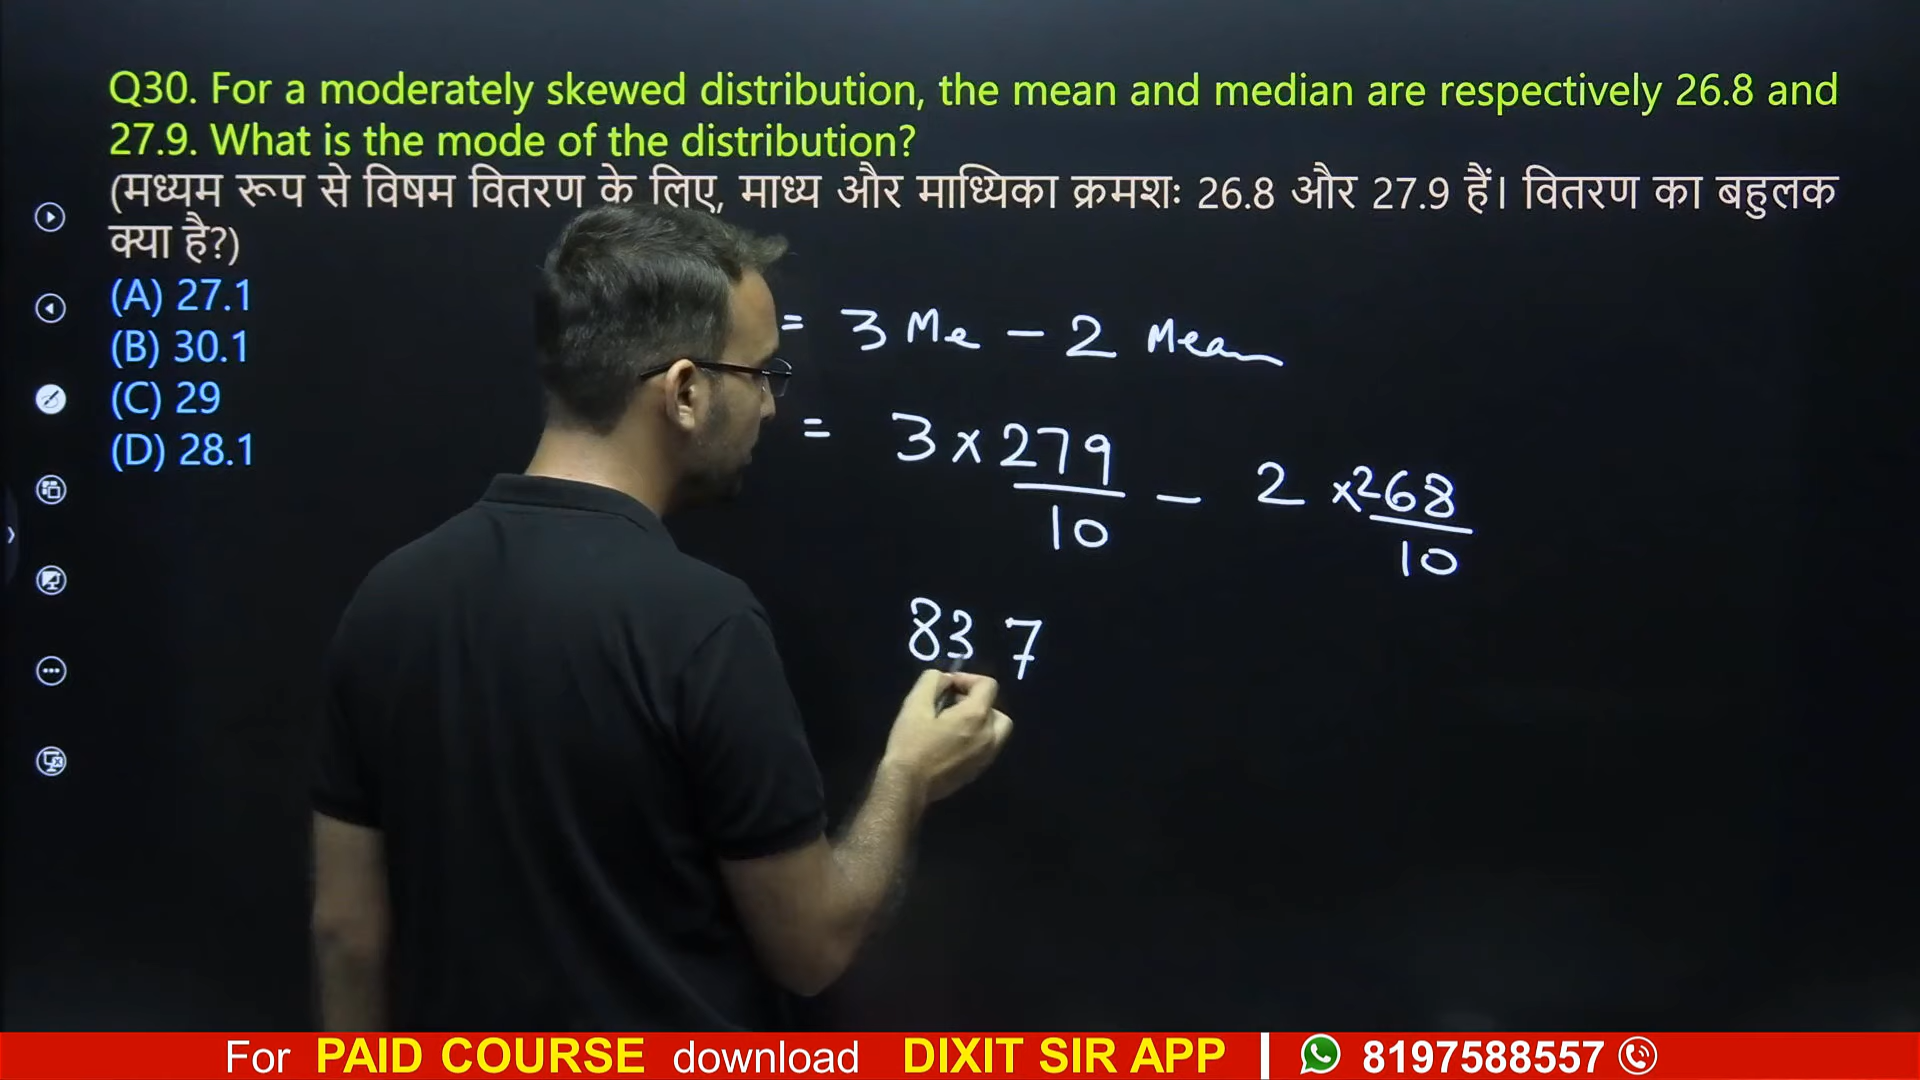 Q30. For a moderately skewed distribution, the mean and median are respectively 26.8 and
27.9. What is the mode of the distribution?
(मध्यम रूप से विषम वितरण के लिए, माध्य और माध्यिका क्रमशः 26.8 और 27.9 हैं। वितरण का बहुलक
क्या है?)
(A) 27.1
(B) 30.1
(C) 29
(D) 28.1
= 3 Me - 2 Mean
= 3 × 279/10 - 2 × 268/10
837
For PAID COURSE download DIXIT SIR APP | 8197588557